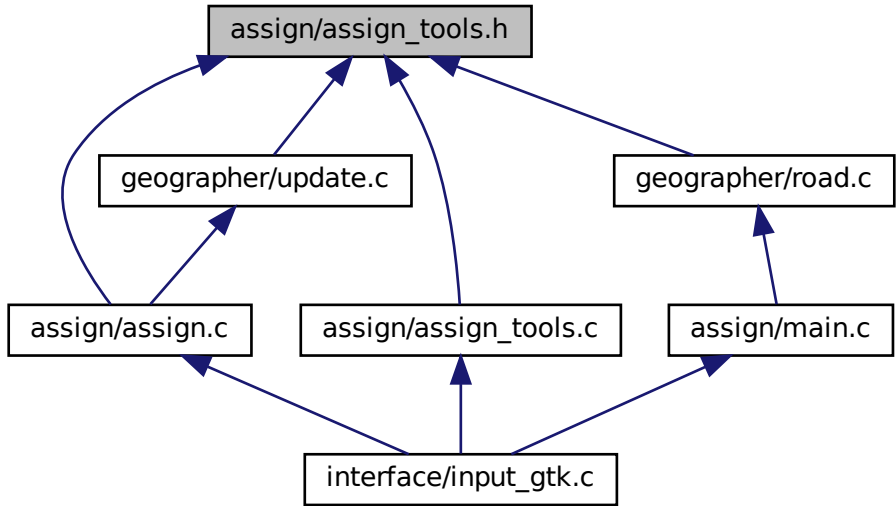 assign/assign_tools.h
geographer/update.c
geographer/road.c
assign/assign.c
assign/assign_tools.c
assign/main.c
interface/input_gtk.c